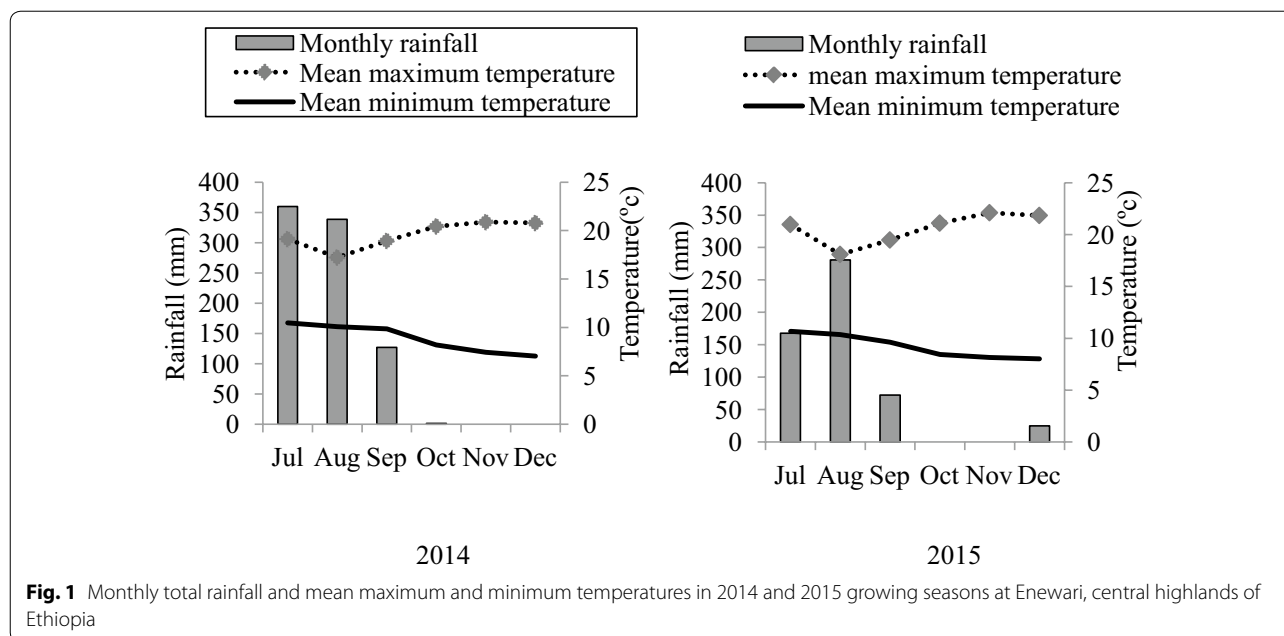 Monthly rainfall
Mean maximum temperature
Mean minimum temperature
400
350
300
250
200
150
100
50
0
Rainfall (mm)
25
20
15
10
5
0
Temperature(ºc)
Jul Aug Sep Oct Nov Dec
2014
Monthly rainfall
mean maximum temperature
Mean minimum temperature
400
350
300
250
200
150
100
50
0
Rainfall (mm)
25
20
15
10
5
0
Temperature (ºc)
Jul Aug Sep Oct Nov Dec
2015
Fig. 1 Monthly total rainfall and mean maximum and minimum temperatures in 2014 and 2015 growing seasons at Enewari, central highlands of
Ethiopia